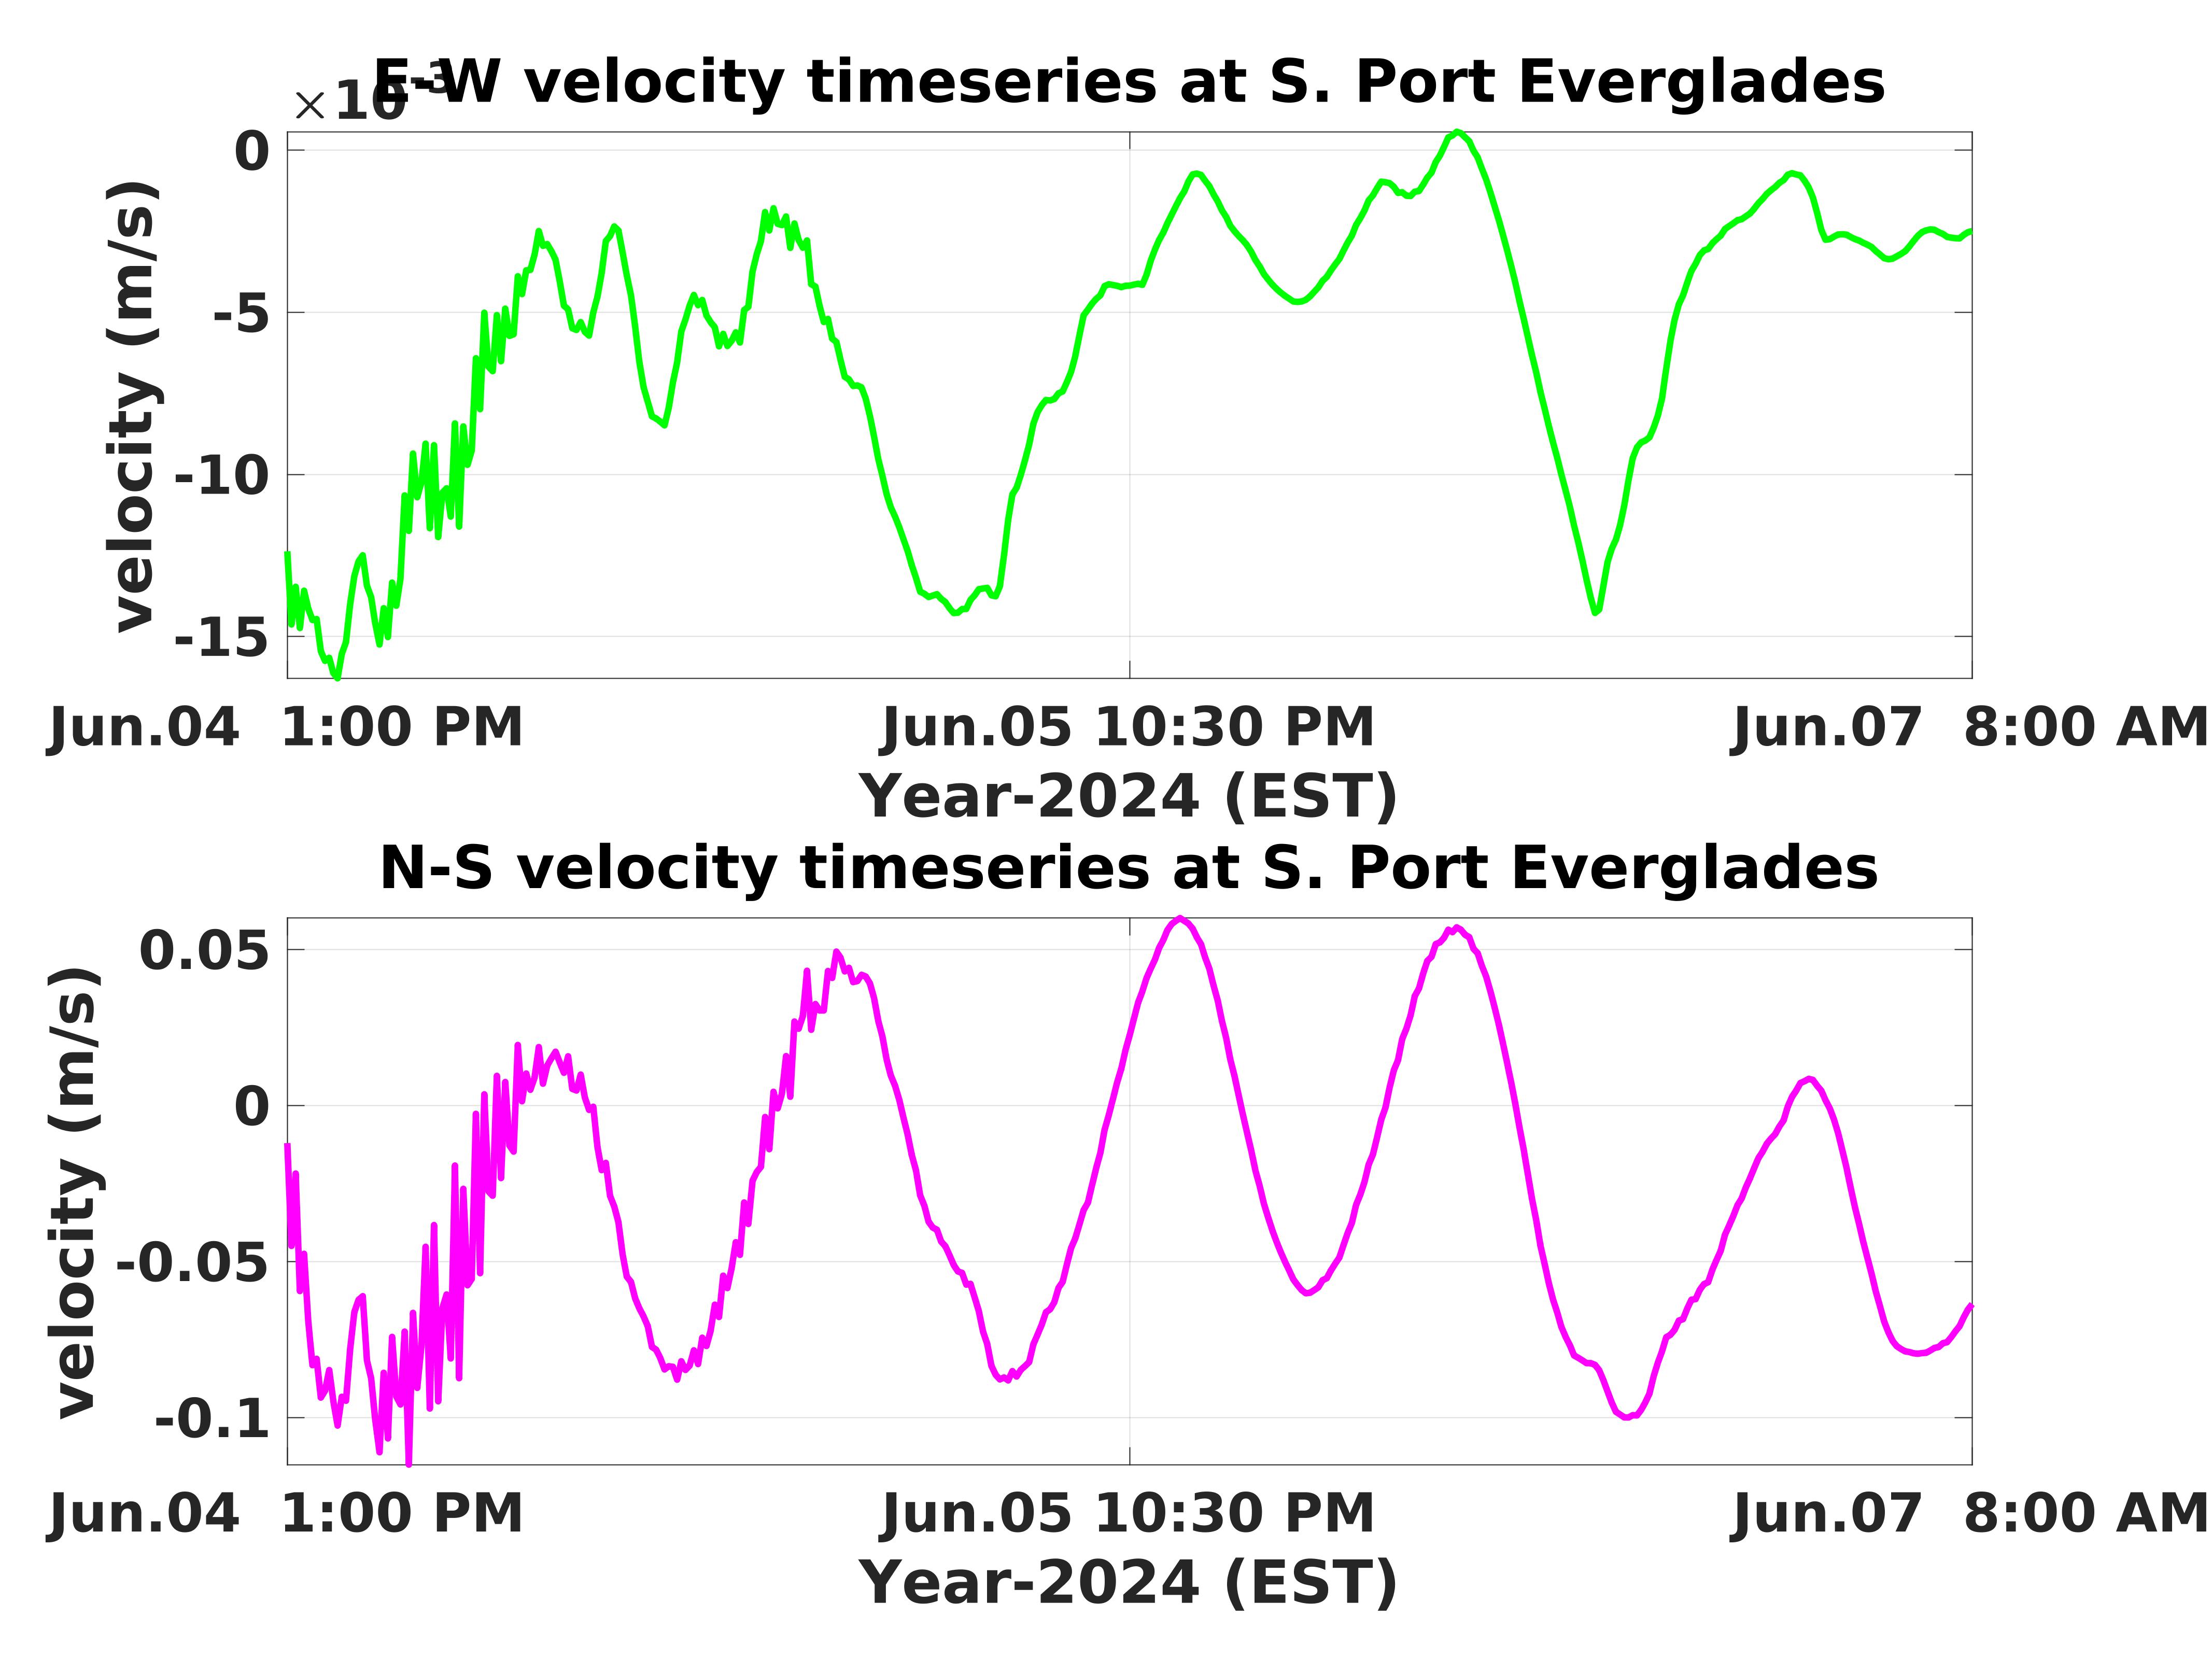 E-W velocity timeseries at S. Port Everglades
×10-3
0
-5
-10
-15
velocity (m/s)
Jun.04 1:00 PM Jun.05 10:30 PM Jun.07 8:00 AM
Year-2024 (EST)
N-S velocity timeseries at S. Port Everglades
0.05
0
-0.05
-0.1
velocity (m/s)
Jun.04 1:00 PM Jun.05 10:30 PM Jun.07 8:00 AM
Year-2024 (EST)